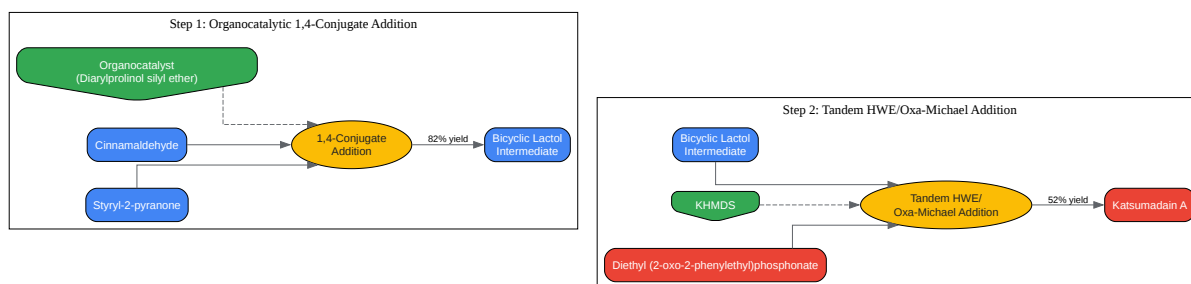 Step 1: Organocatalytic 1,4-Conjugate Addition
Organocatalyst
(Diarylprolinol silyl ether)
Cinnamaldehyde
1,4-Conjugate
Addition
82% yield
Bicyclic Lactol
Intermediate
Styryl-2-pyranone
Step 2: Tandem HWE/Oxa-Michael Addition
Bicyclic Lactol
Intermediate
KHMDS
Tandem HWE/
Oxa-Michael Addition
52% yield
Katsumadain A
Diethyl (2-oxo-2-phenylethyl)phosphonate